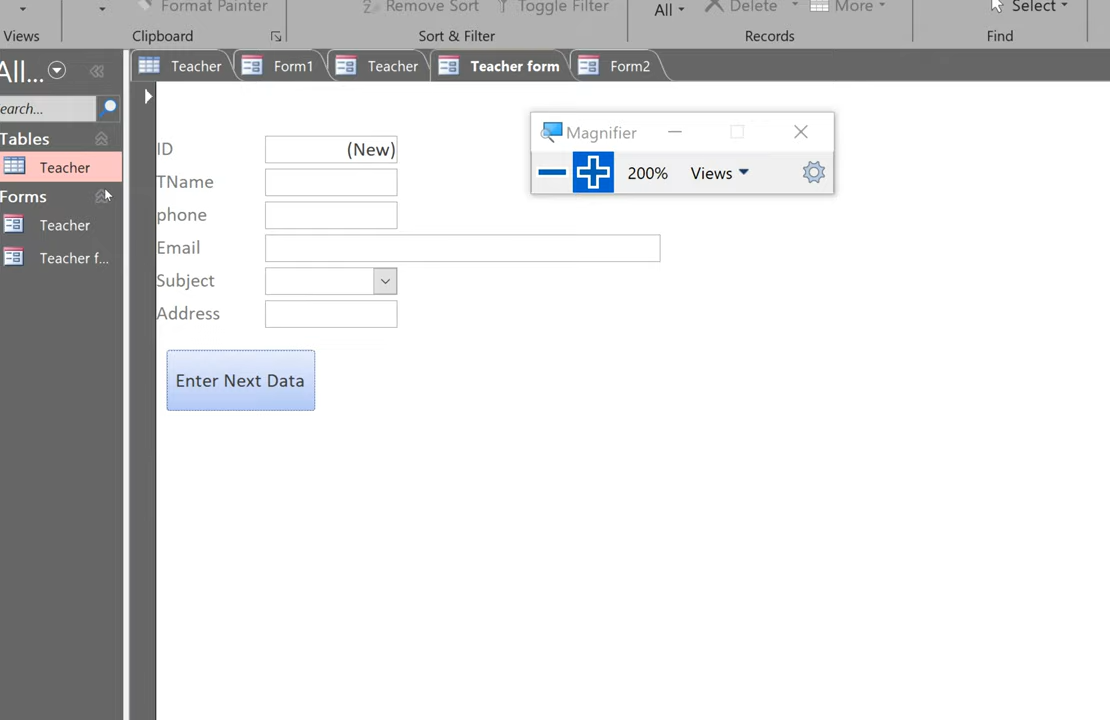 Format Painter
Remove Sort
Toggle Filter
All
Delete
More
Select
Views
Clipboard
Sort & Filter
Records
Find
All...
Teacher
Form1
Teacher
Teacher form
Form2
earch...
Tables
Teacher
Forms
Teacher
Teacher f...
Magnifier
200%
Views
ID
(New)
TName
phone
Email
Subject
Address
Enter Next Data